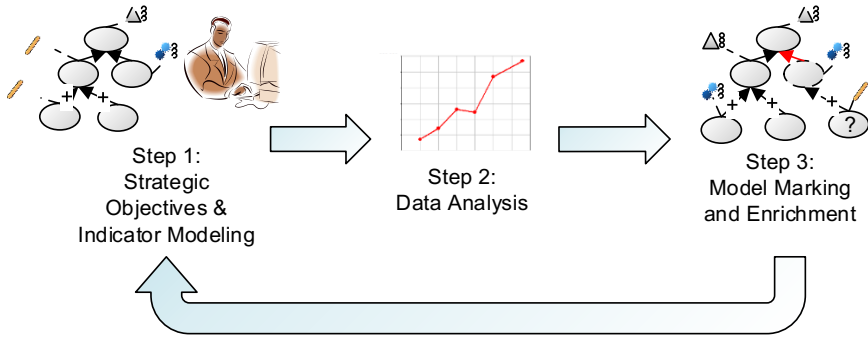 +
+
Step 1:
Strategic
Objectives &
Indicator Modeling
Step 2:
Data Analysis
+
+
+
?
Step 3:
Model Marking
and Enrichment